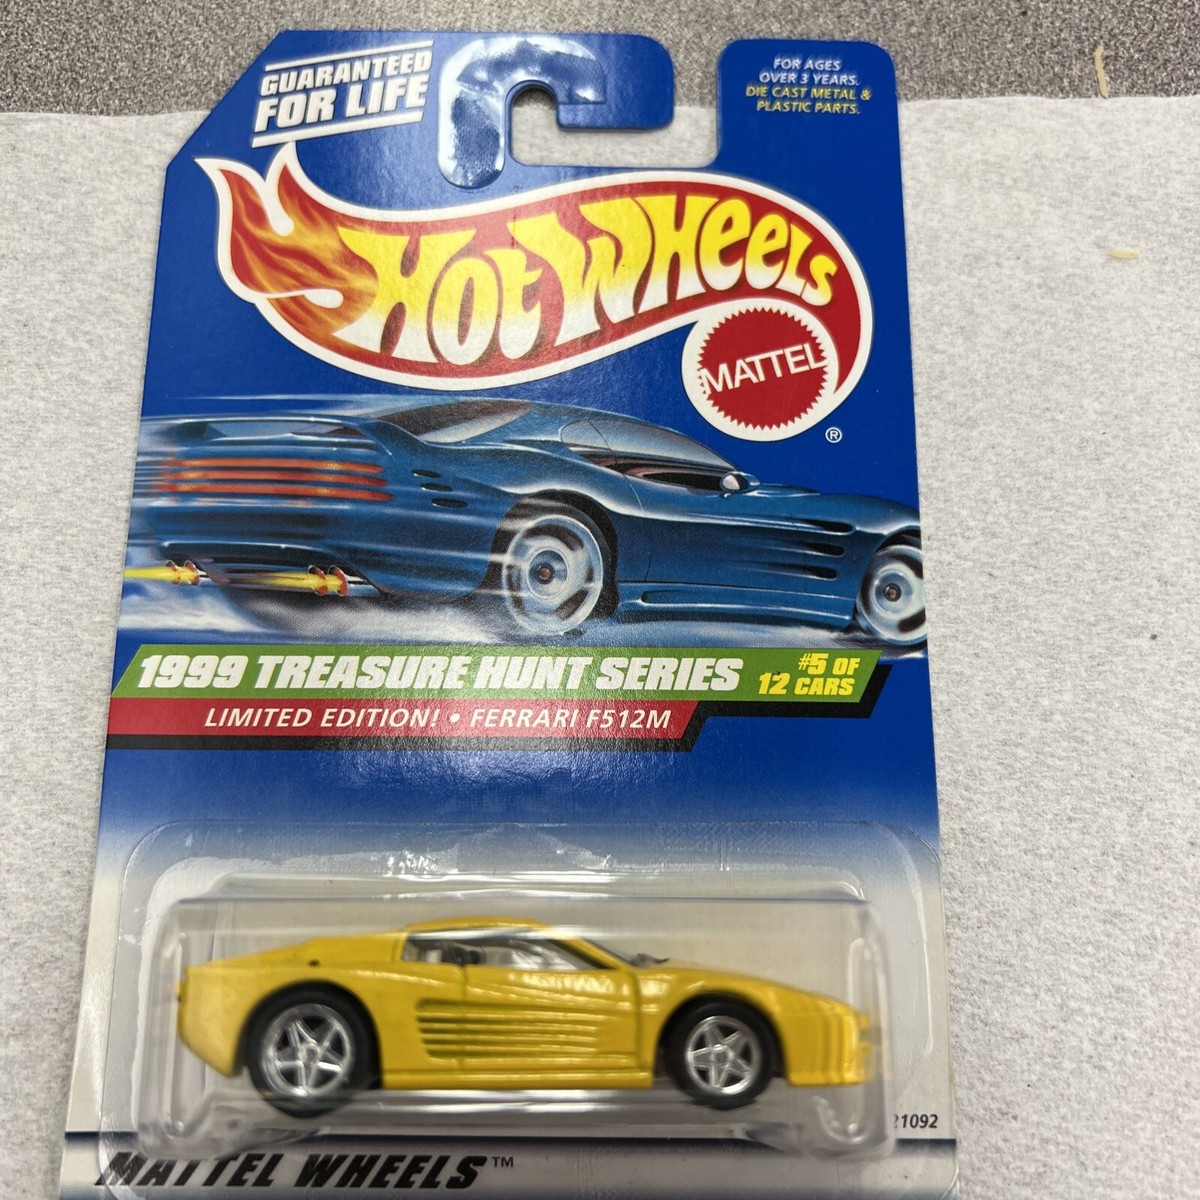 GUARANTEED
FOR LIFE
FOR AGES
OVER 3 YEARS.
DIE CAST METAL &
PLASTIC PARTS.
HOT WHEELS
MATTEL
®
1999 TREASURE HUNT SERIES
#5 OF
12 CARS
LIMITED EDITION! • FERRARI F512M
21092
MATTEL WHEELS™